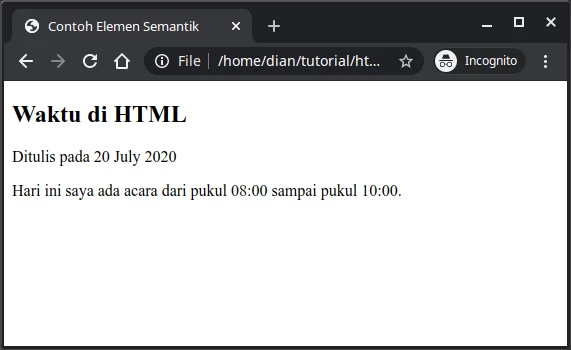 Contoh Elemen Semantik
File | /home/dian/tutorial/ht... Incognito
Waktu di HTML
Ditulis pada 20 July 2020
Hari ini saya ada acara dari pukul 08:00 sampai pukul 10:00.